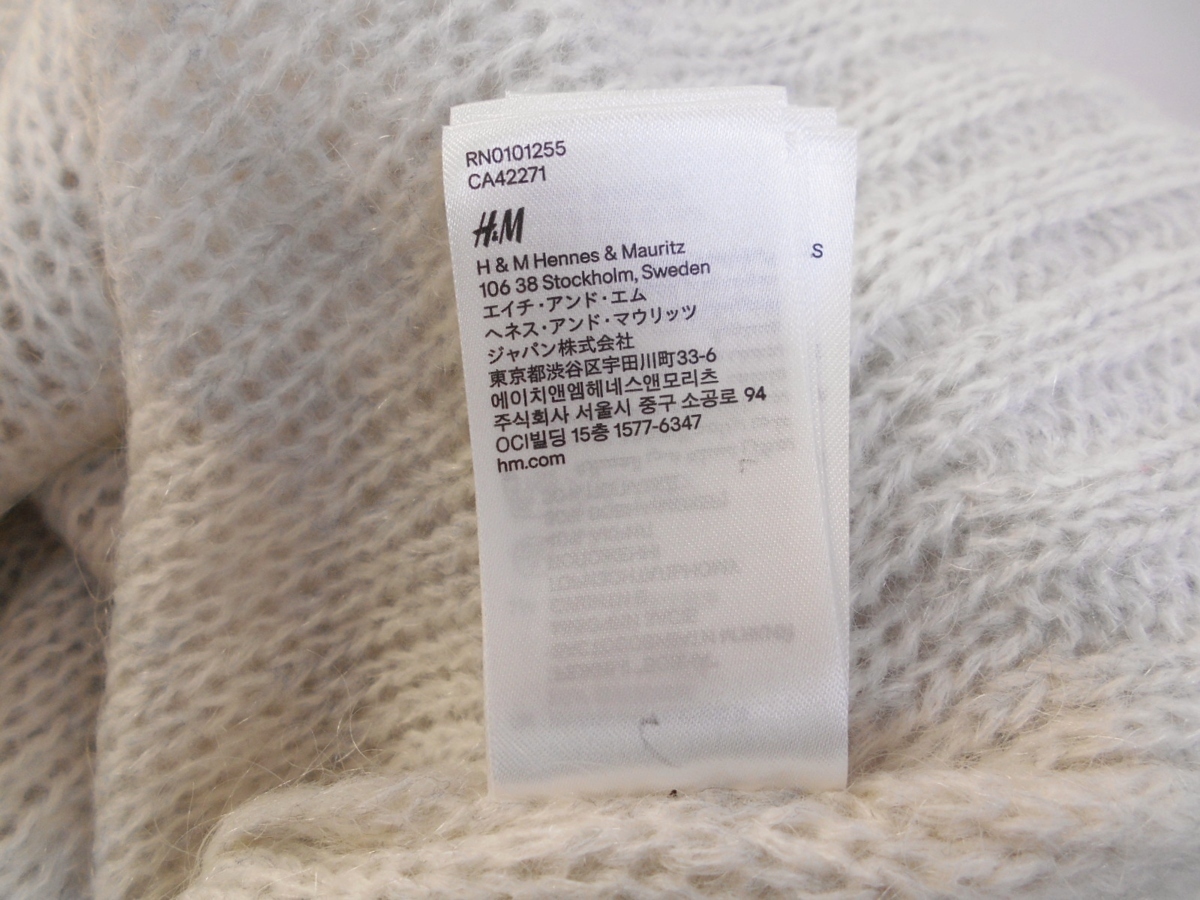 RN0101255
CA42271
H&M
H & M Hennes & Mauritz
106 38 Stockholm, Sweden
エイチ・アンド・エム
ヘネス・アンド・マウリッツ
ジャパン株式会社
東京都渋谷区宇田川町33-6
에이치앤엠헤네스앤모리츠
주식회사 서울시 중구 소공로 94
OCI빌딩 15층 1577-6347
hm.com
S